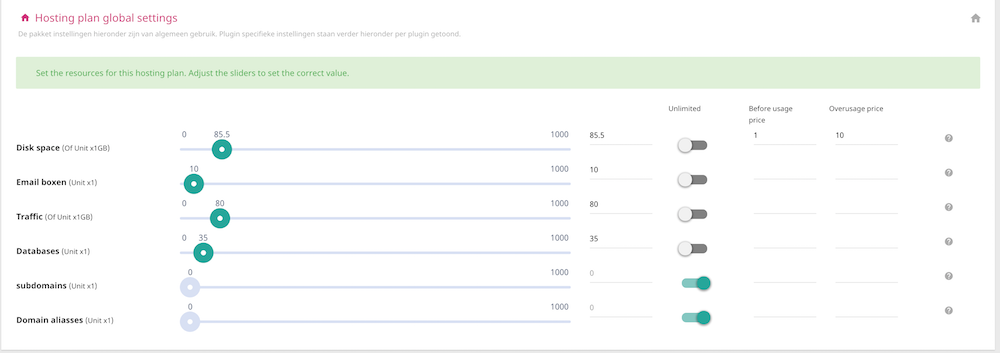 Hosting plan global settings
De pakket instellingen hieronder zijn van algemeen gebruik. Plugin specifieke instellingen staan verder hieronder per plugin getoond.
Set the resources for this hosting plan. Adjust the sliders to set the correct value.
Unlimited Before usage price Overusage price
Disk space (Of Unit x1GB) 0 85.5 1000 85.5 1 10
Email boxen (Unit x1) 10 1000 10
Traffic (Of Unit x1GB) 0 80 1000 80
Databases (Unit x1) 0 35 1000 35
subdomains (Unit x1) 0 1000 0
Domain aliasses (Unit x1) 0 1000 0